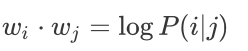 w_i · w_j = log P(i|j)